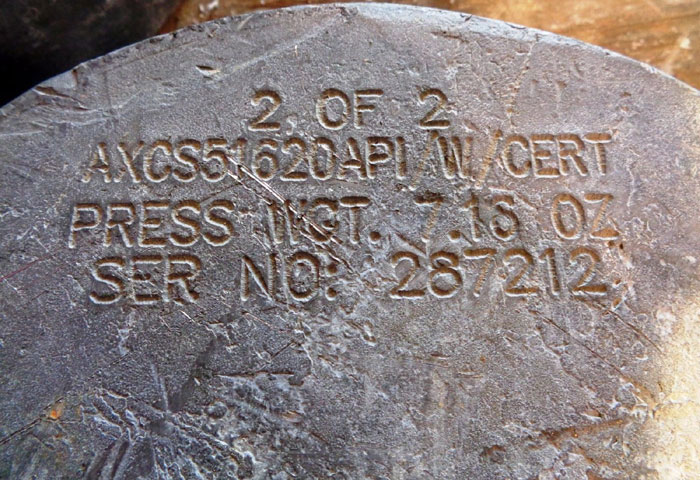 2 OF 2
AXCS51620API/W/CERT
PRESS WGT. 7.16 OZ
SER NO: 287212